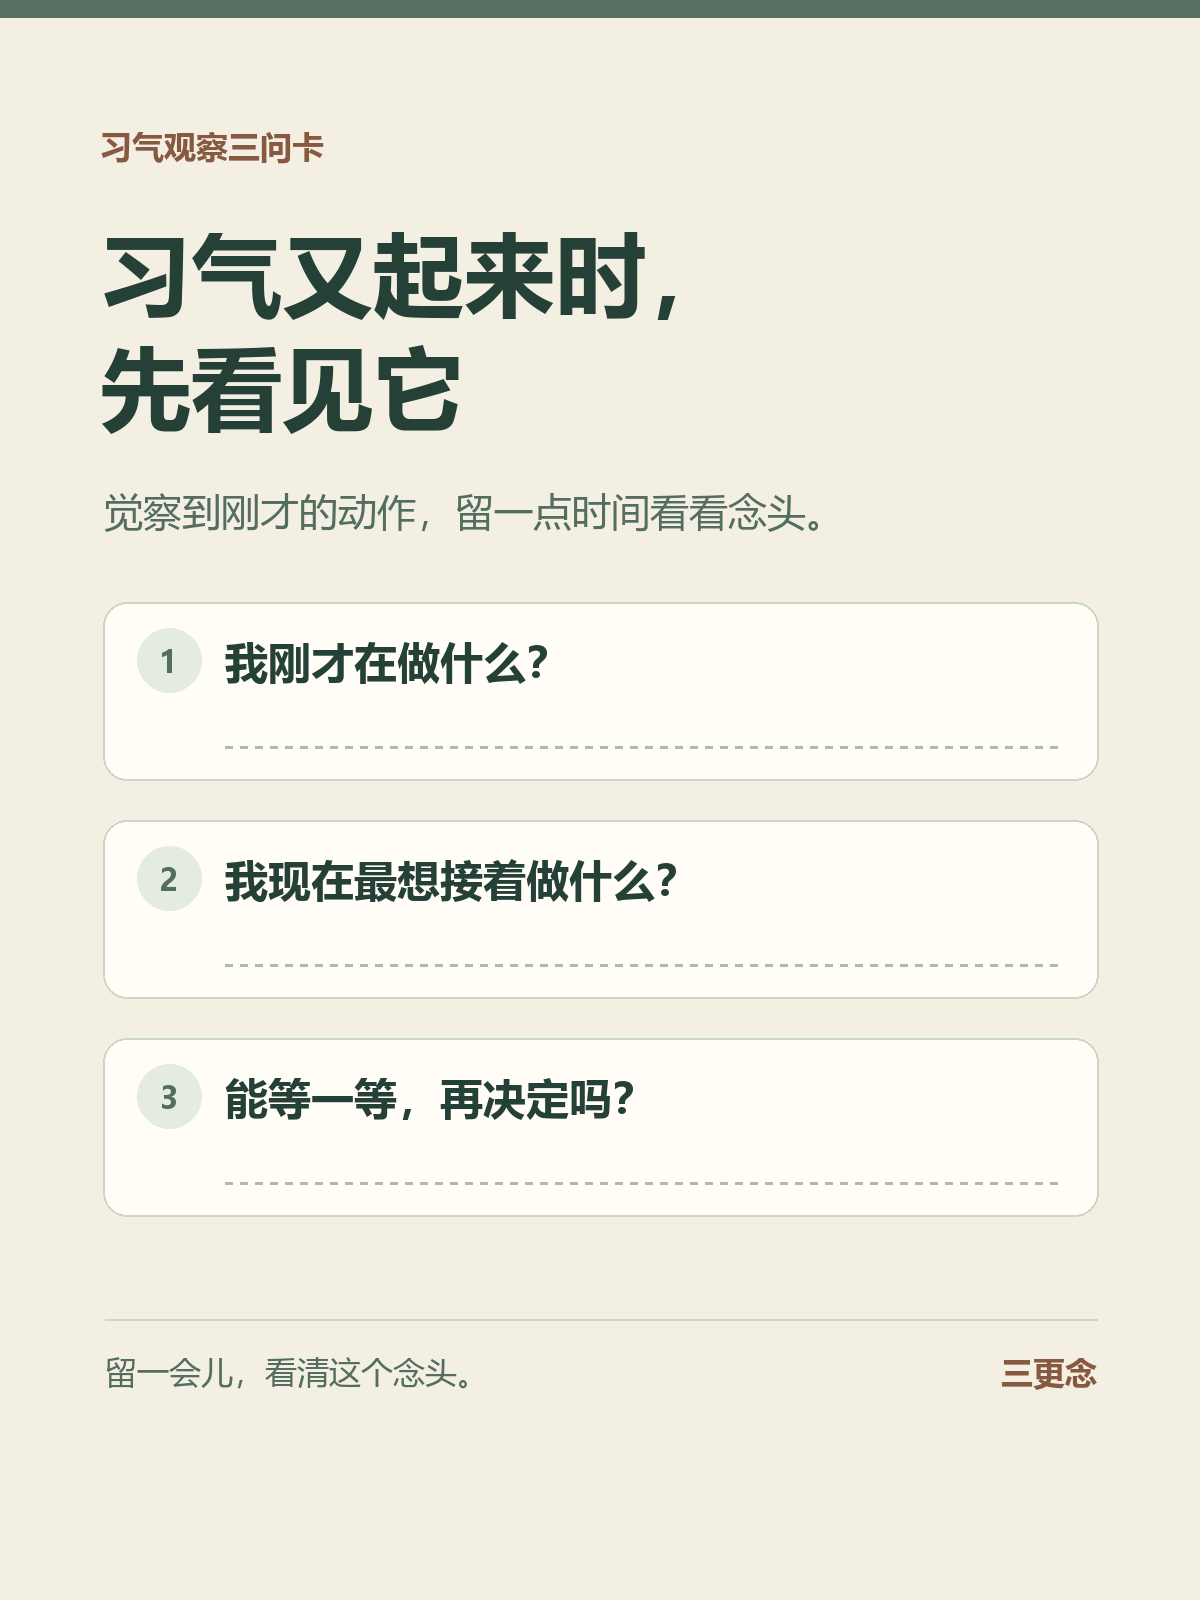 习气观察三问卡
习气又起来时，
先看见它
觉察到刚才的动作，留一点时间看看念头。
1 我刚才在做什么？
2 我现在最想接着做什么？
3 能等一等，再决定吗？
留一会儿，看清这个念头。
三更念